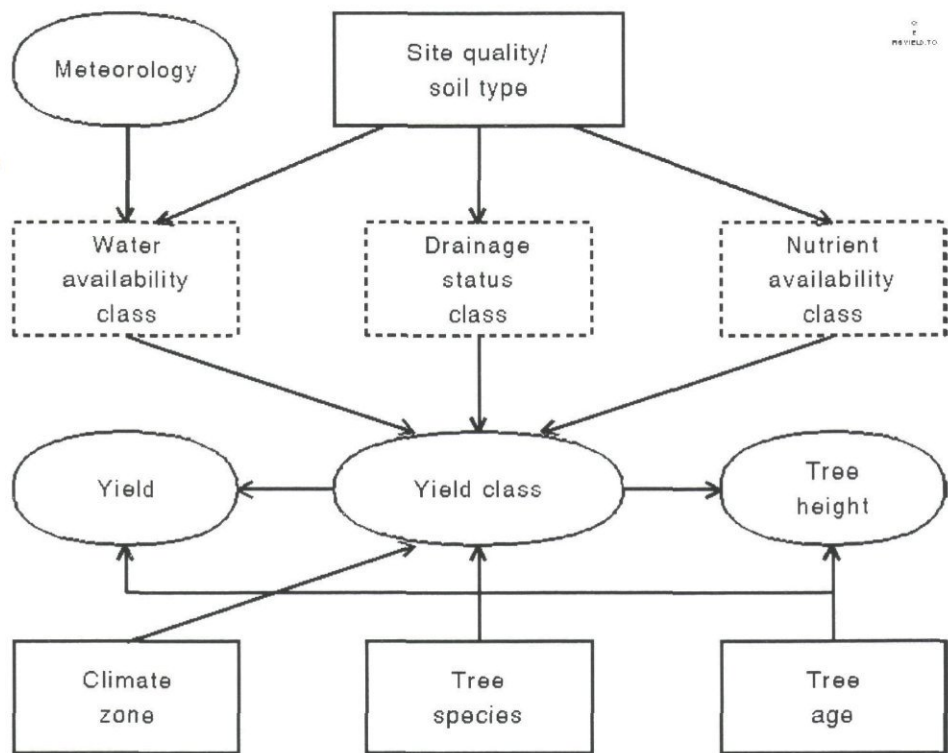 Meteorology
Site quality/
soil type
Water
availability
class
Drainage
status
class
Nutrient
availability
class
Yield
Yield class
Tree
height
Climate
zone
Tree
species
Tree
age